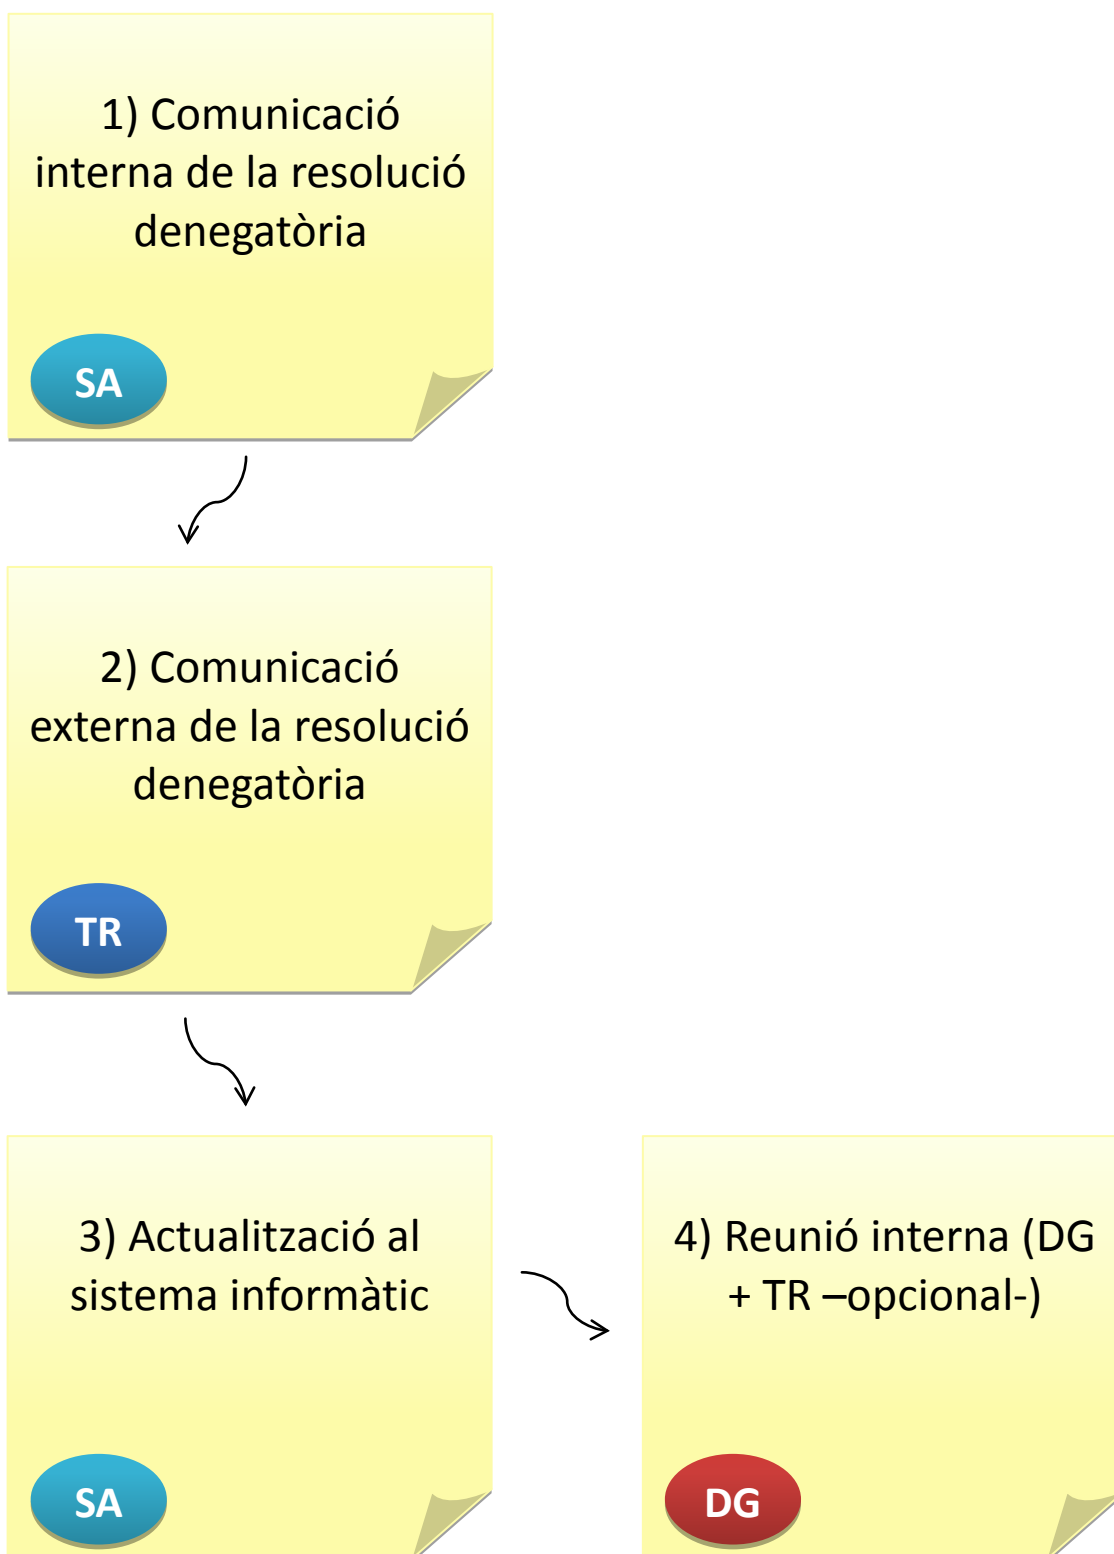 1) Comunicació
interna de la resolució
denegatòria
SA
2) Comunicació
externa de la resolució
denegatòria
TR
3) Actualització al
sistema informàtic
SA
4) Reunió interna (DG
+ TR –opcional-)
DG